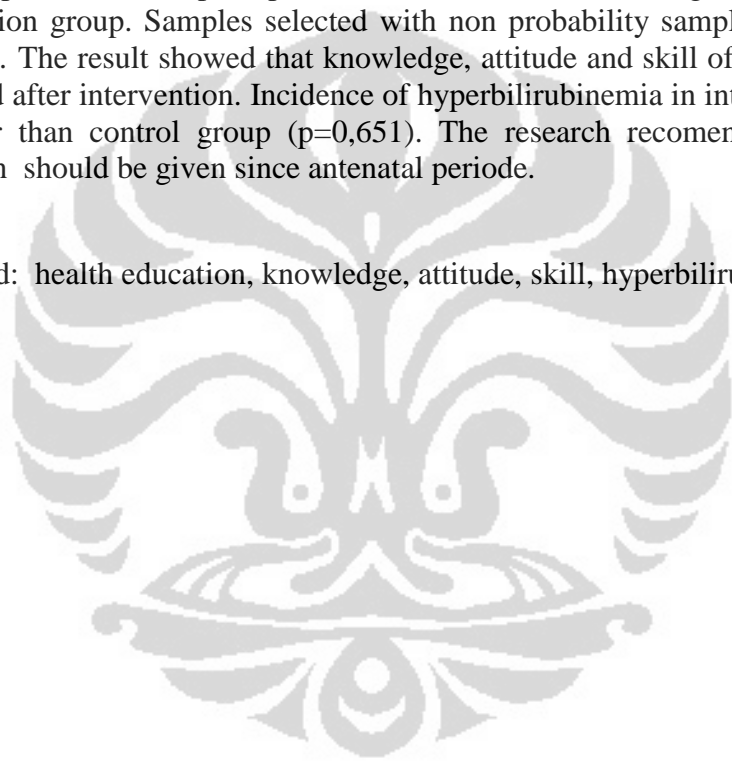 ion group. Samples selected with non probability sampl
. The result showed that knowledge, attitude and skill of
d after intervention. Incidence of hyperbilirubinemia in int
r than control group (p=0,651). The research recomen
n should be given since antenatal periode.
d: health education, knowledge, attitude, skill, hyperbiliru